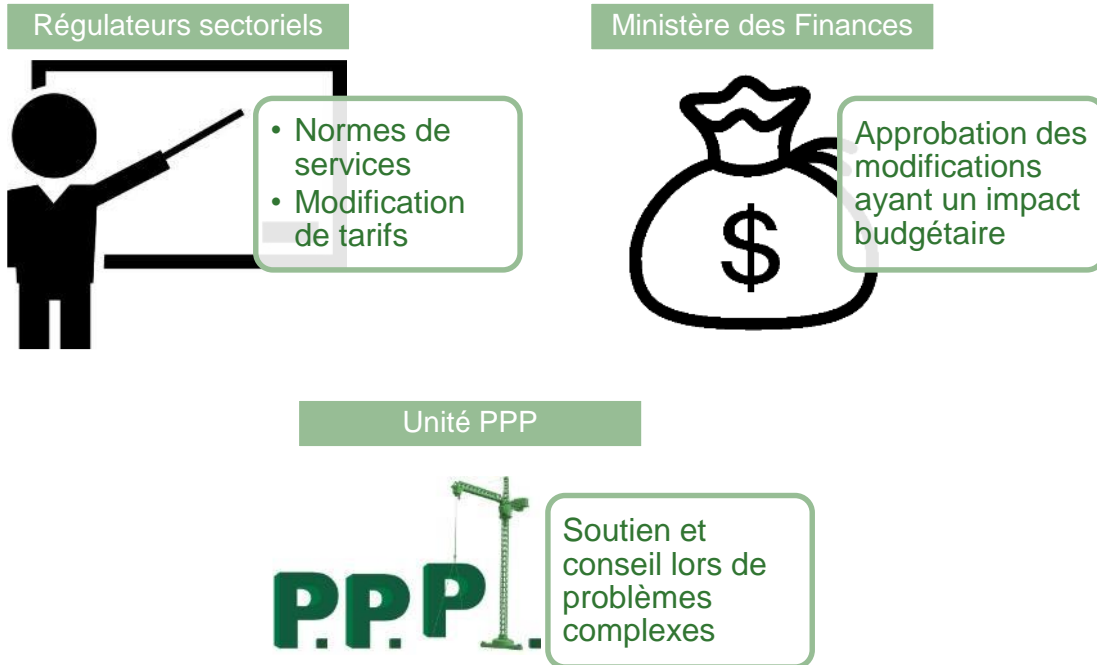 Régulateurs sectoriels
• Normes de
services
• Modification
de tarifs
Ministère des Finances
$
Approbation des
modifications
ayant un impact
budgétaire
Unité PPP
P.P.P.
Soutien et
conseil lors de
problèmes
complexes